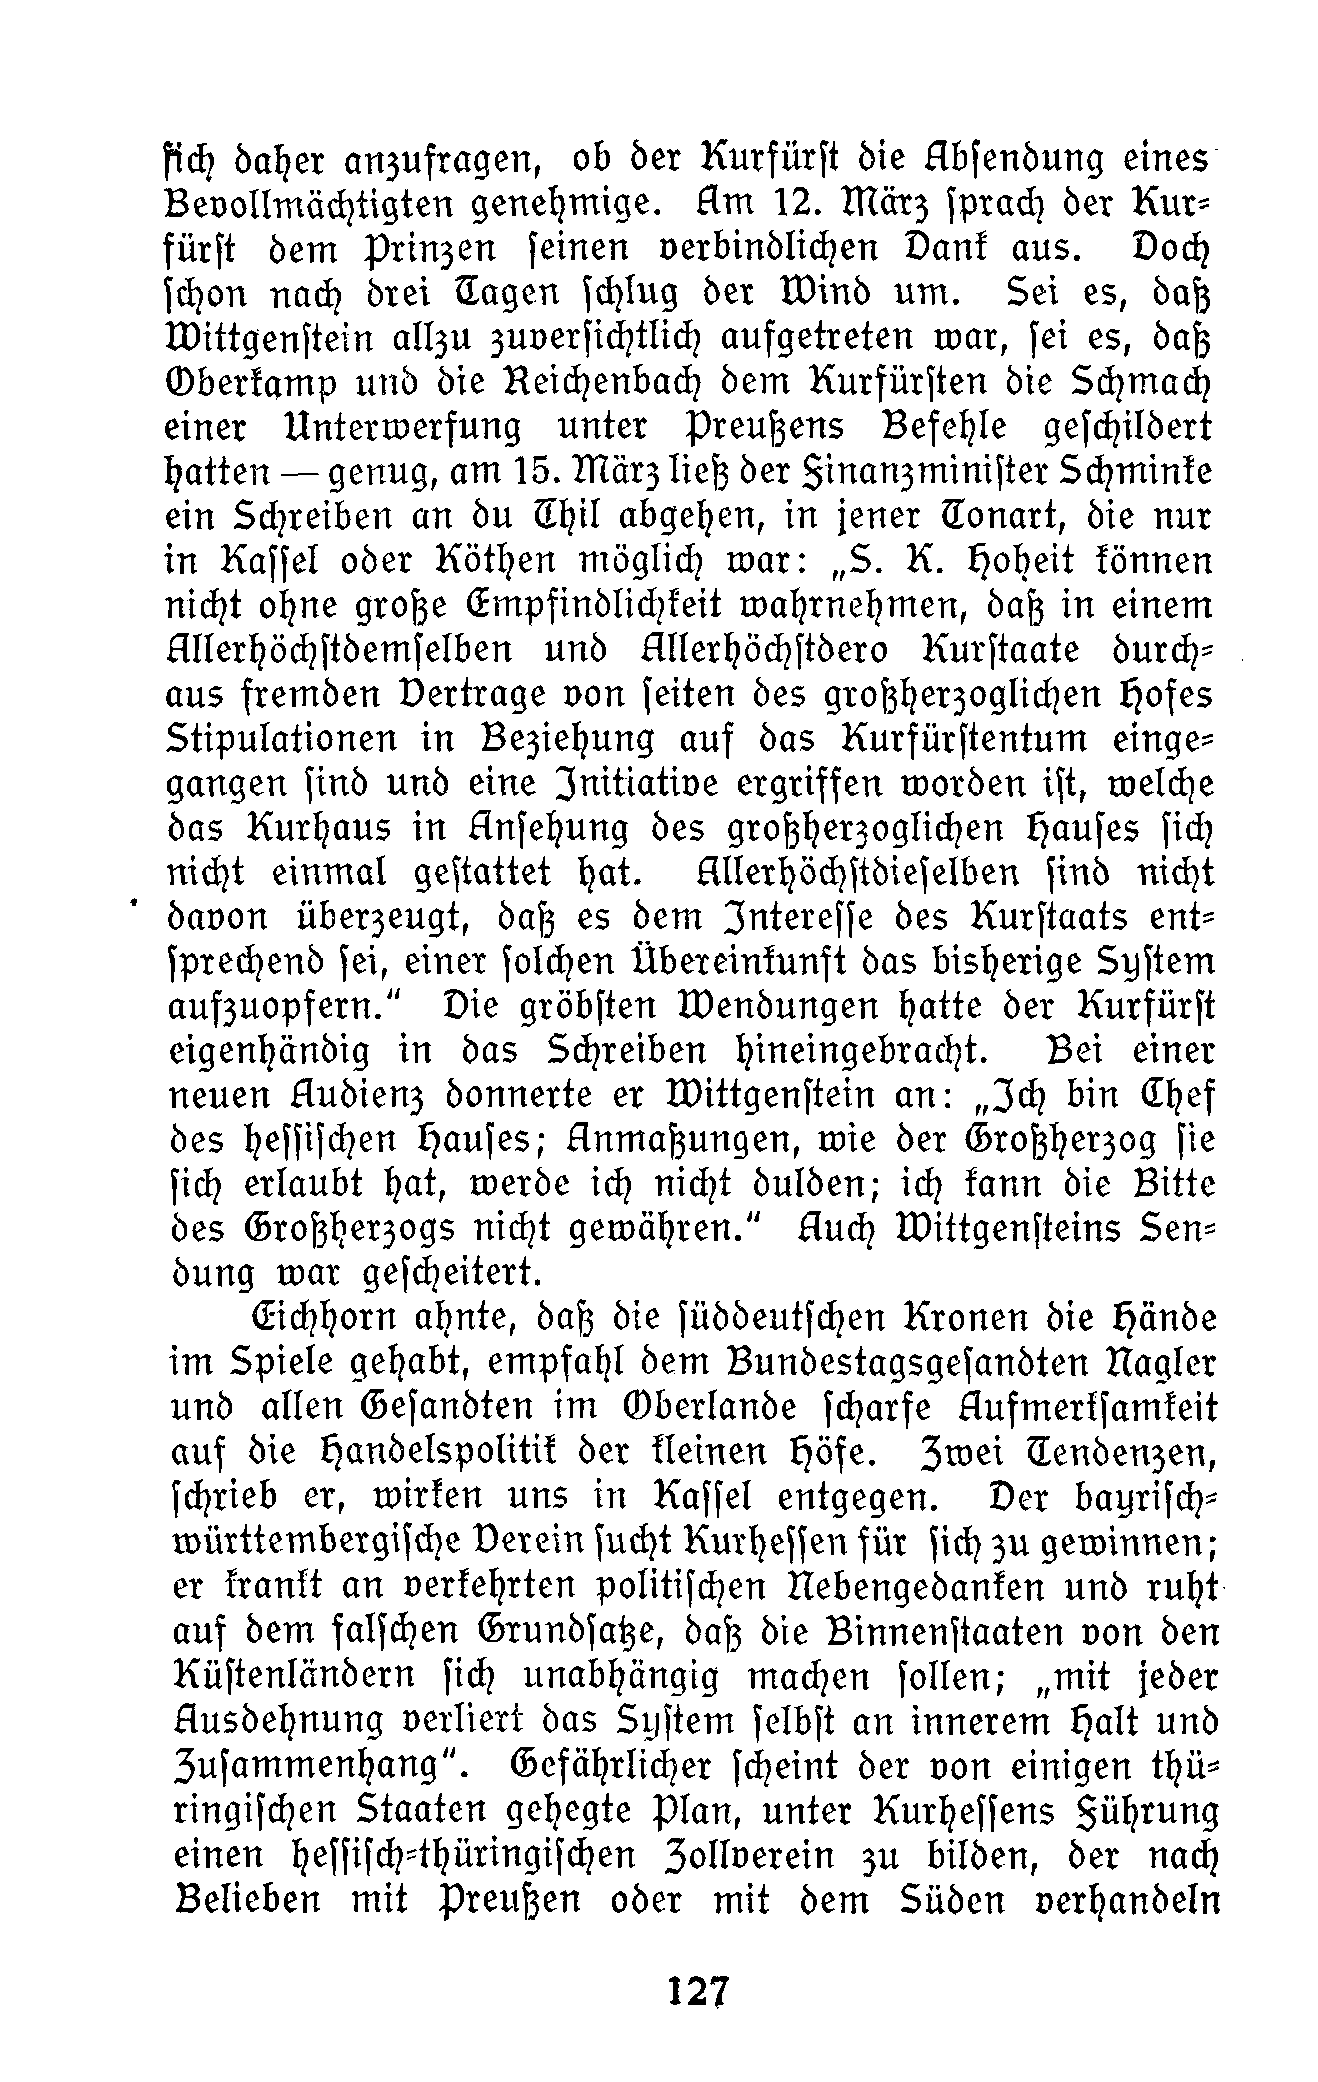 sich daher anzufragen, ob der Kurfürst die Absendung eines
Bevollmächtigten genehmige. Am 12. März sprach der Kur-
fürst dem Prinzen seinen verbindlichen Dank aus. Doch
schon nach drei Tagen schlug der Wind um. Sei es, daß
Wittgenstein allzu zuversichtlich aufgetreten war, sei es, daß
Oberkamp und die Reichenbach dem Kurfürsten die Schmach
einer Unterwerfung unter Preußens Befehle geschildert
hatten — genug, am 15. März ließ der Finanzminister Schminke
ein Schreiben an du Thil abgehen, in jener Tonart, die nur
in Kassel oder Köthen möglich war: „S. K. Hoheit können
nicht ohne große Empfindlichkeit wahrnehmen, daß in einem
Allerhöchstdemselben und Allerhöchstdero Kurstaate durch-
aus fremden Vertrage von seiten des großherzoglichen Hofes
Stipulationen in Beziehung auf das Kurfürstentum einge-
gangen sind und eine Initiative ergriffen worden ist, welche
das Kurhaus in Ansehung des großherzoglichen Hauses sich
nicht einmal gestattet hat. Allerhöchstdieselben sind nicht
davon überzeugt, daß es dem Interesse des Kurstaats ent-
sprechend sei, einer solchen Übereinkunft das bisherige System
aufzuopfern.“ Die gröbsten Wendungen hatte der Kurfürst
eigenhändig in das Schreiben hineingebracht. Bei einer
neuen Audienz donnerte er Wittgenstein an: „Ich bin Chef
des hessischen Hauses; Anmaßungen, wie der Großherzog sie
sich erlaubt hat, werde ich nicht dulden; ich kann die Bitte
des Großherzogs nicht gewähren.“ Auch Wittgensteins Sen-
dung war gescheitert.
Eichhorn ahnte, daß die süddeutschen Kronen die Hände
im Spiele gehabt, empfahl dem Bundestagsgesandten Nagler
und allen Gesandten im Oberlande scharfe Aufmerksamkeit
auf die Handelspolitik der kleinen Höfe. Zwei Tendenzen,
schrieb er, wirken uns in Kassel entgegen. Der bayrisch-
württembergische Verein sucht Kurhessen für sich zu gewinnen;
er krankt an verkehrten politischen Nebengedanken und ruht
auf dem falschen Grundsatze, daß die Binnenstaaten von den
Küstenländern sich unabhängig machen sollen; „mit jeder
Ausdehnung verliert das System selbst an innerem Halt und
Zusammenhang“. Gefährlicher scheint der von einigen thü-
ringischen Staaten gehegte Plan, unter Kurhessens Führung
einen hessisch-thüringischen Zollverein zu bilden, der nach
Belieben mit Preußen oder mit dem Süden verhandeln
127